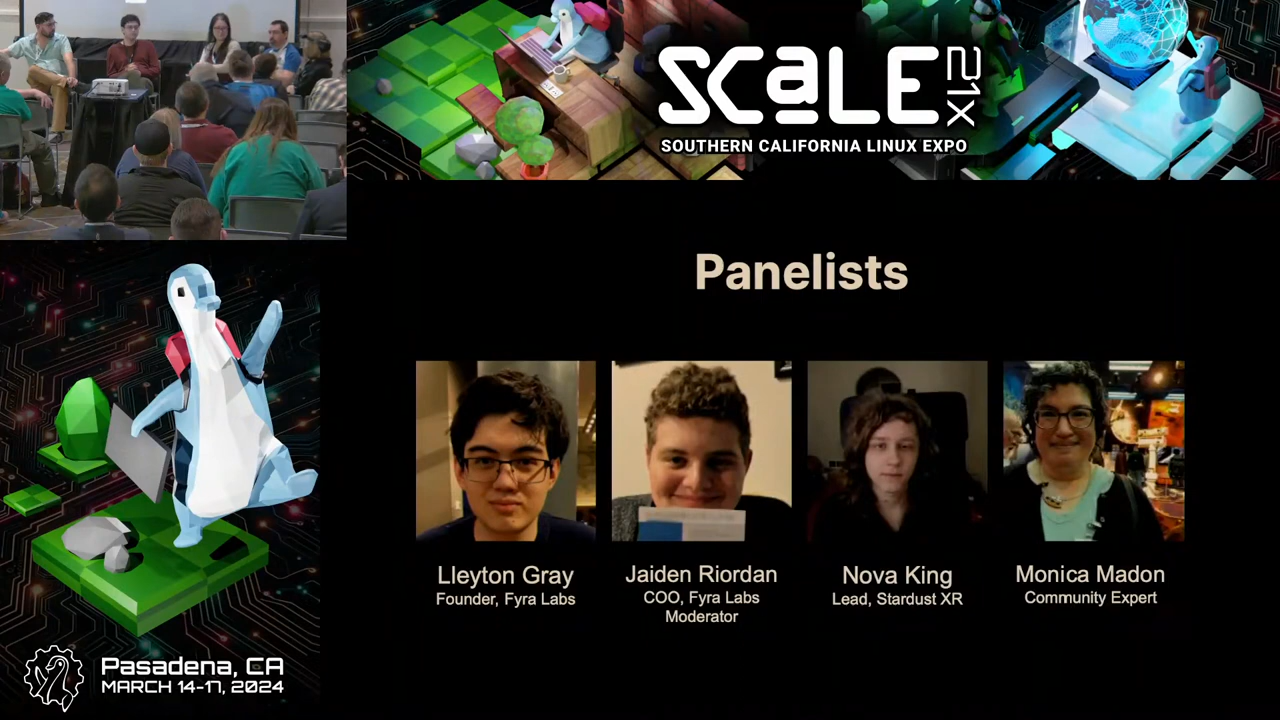 SCaLE 21X
SOUTHERN CALIFORNIA LINUX EXPO
Panelists
Lleyton Gray
Founder, Fyra Labs
Jaiden Riordan
COO, Fyra Labs
Moderator
Nova King
Lead, Stardust XR
Monica Madon
Community Expert
Pasadena, CA
MARCH 14-17, 2024